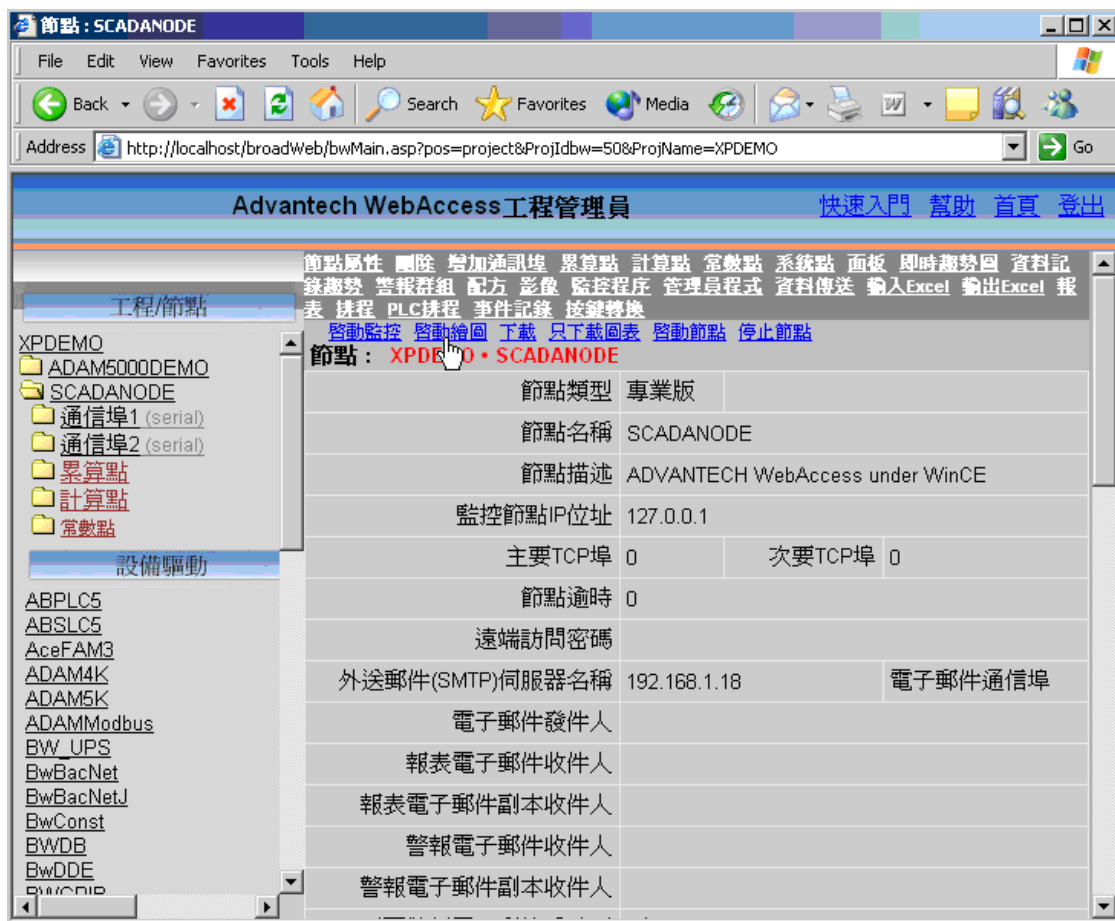 節點 : SCADANODE
File Edit View Favorites Tools Help
Back Search Favorites Media
Address http://localhost/broadWeb/bwMain.asp?pos=project&ProjIdbw=50&ProjName=XPDEMO Go
Advantech WebAccess工程管理員 快速入門 幫助 首頁 登出
節點屬性 刪除 增加通訊埠 累算點 計算點 常數點 系統點 面板 即時趨勢圖 資料記
錄趨勢 警報群組 配方 影像 監控程序 管理員程式 資料傳送 輸入Excel 輸出Excel 報
表 排程 PLC排程 事件記錄 按鍵轉換
啓動監控 啓動繪圖 下載 只下載圖表 啓動節點 停止節點
工程/節點
XPDEMO
ADAM5000DEMO
SCADANODE
通信埠1 (serial)
通信埠2 (serial)
累算點
計算點
常數點
設備驅動
ABPLC5
ABSLC5
AceFAM3
ADAM4K
ADAM5K
ADAMModbus
BW_UPS
BwBacNet
BwBacNetJ
BwConst
BWDB
BwDDE
節點 : XPDEMO • SCADANODE
節點類型 專業版
節點名稱 SCADANODE
節點描述 ADVANTECH WebAccess under WinCE
監控節點IP位址 127.0.0.1
主要TCP埠 0 次要TCP埠 0
節點逾時 0
遠端訪問密碼
外送郵件(SMTP)伺服器名稱 192.168.1.18 電子郵件通信埠
電子郵件發件人
報表電子郵件收件人
報表電子郵件副本收件人
警報電子郵件收件人
警報電子郵件副本收件人